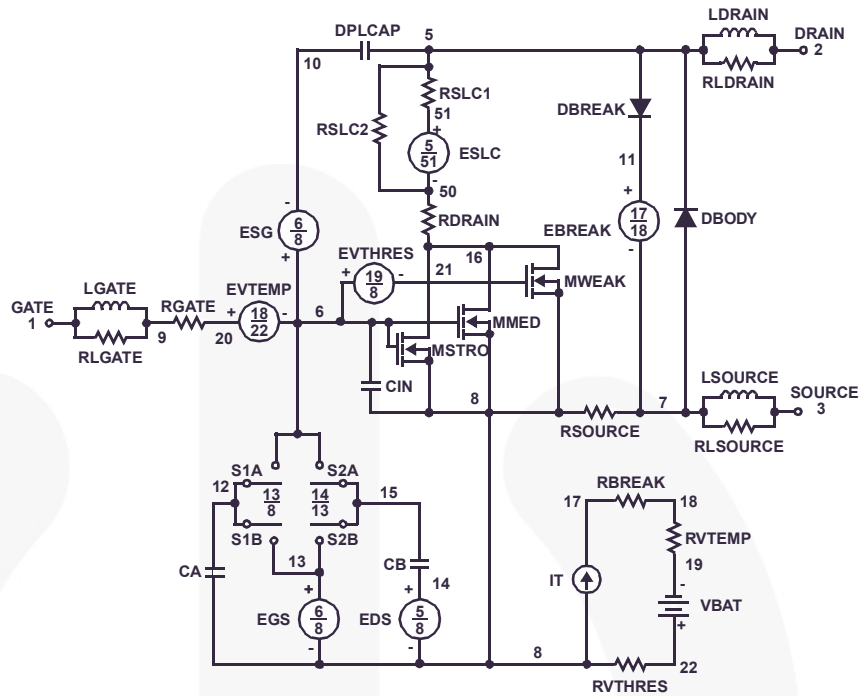 LDRAIN
DPLCAP
5
DRAIN
2
10
RLDRAIN
RSLC1
51
RSLC2
DBREAK
+
5
51
ESLC
11
-
50
+
-
RDRAIN
17
18
EBREAK
DBODY
6
8
ESG
-
+
EVTHRES
16
+
19
8
-
21
MWEAK
LGATE
GATE
1
RGATE
EVTEMP
+
18
22
-
6
MMED
9
20
MSTRO
RLGATE
CIN
LSOURCE
8
7
SOURCE
3
RSOURCE
RLSOURCE
S1A
S2A
12
13
8
14
13
15
RBREAK
17
18
S1B
S2B
RVTEMP
13
CB
19
CA
IT
-
+
+
14
VBAT
EGS
6
8
EDS
5
8
+
-
-
8
22
RVTHRES